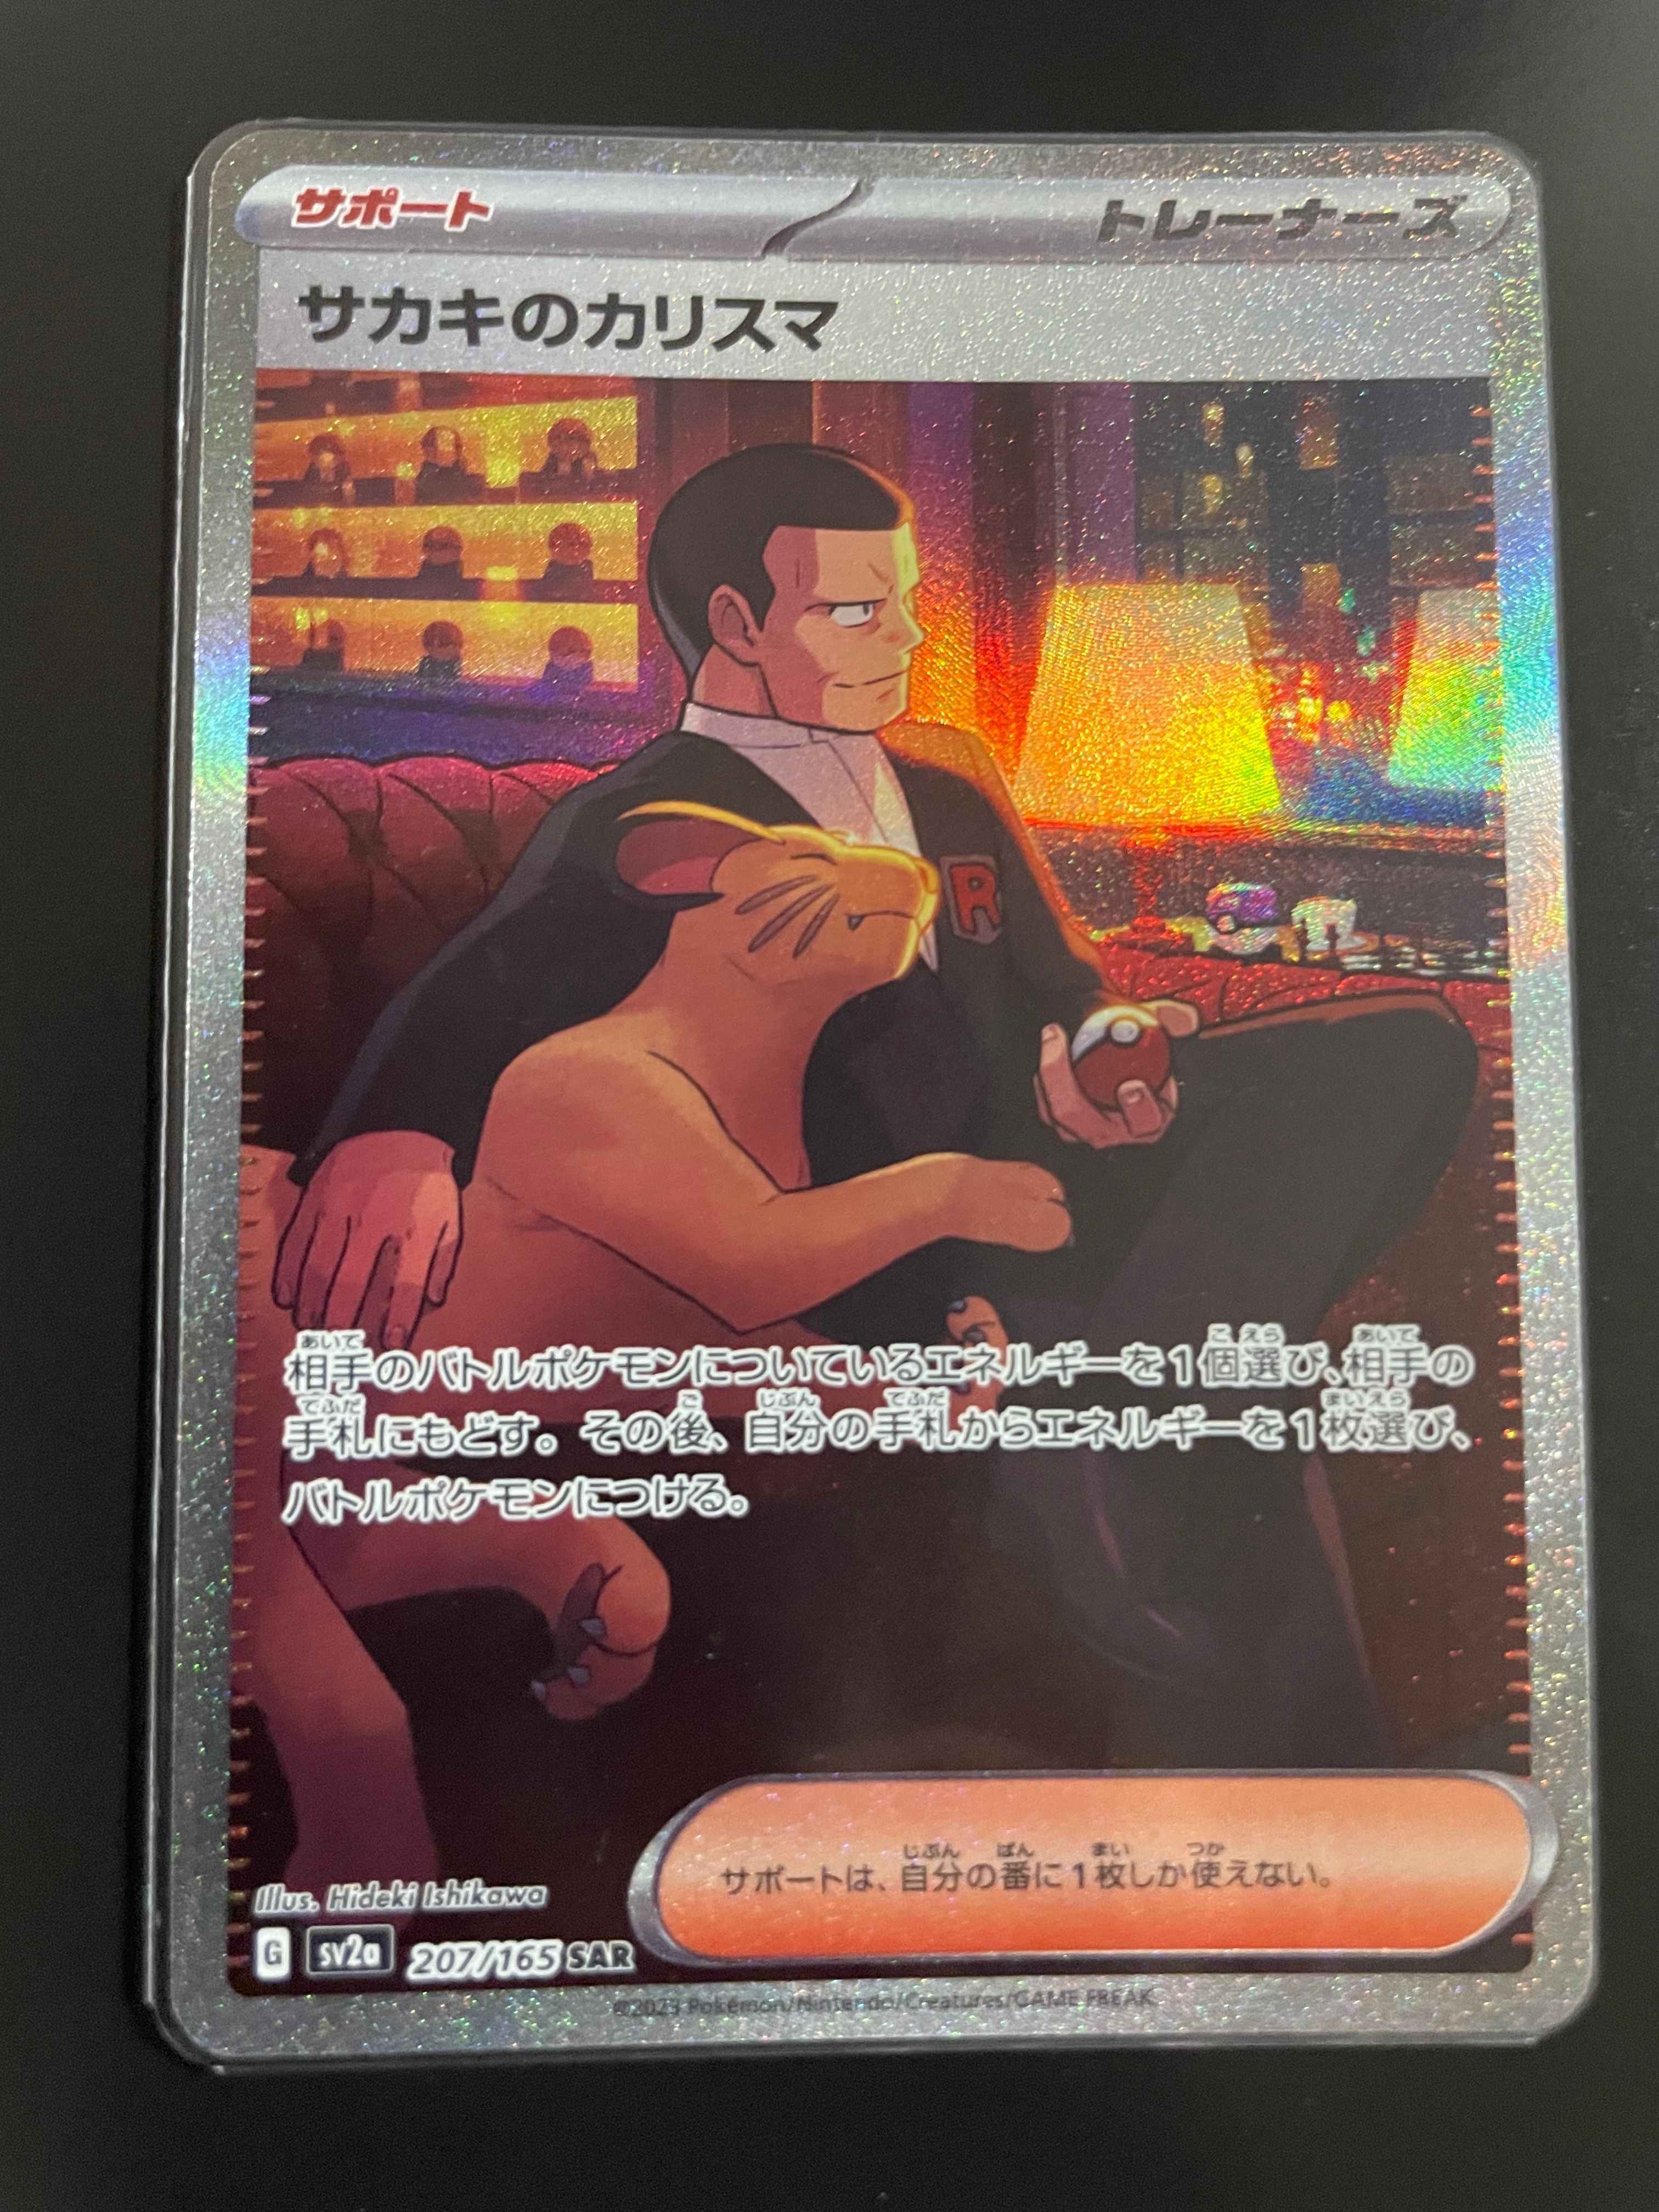 サポート
トレーナーズ
サカキのカリスマ
R
相手のバトルポケモンについているエネルギーを1個選び、相手の
手札にもどす。その後、自分の手札からエネルギーを1枚選び、
バトルポケモンにつける。
サポートは、自分の番に1枚しか使えない。
Illus. Hideki Ishikawa
G sv2a 207/165 SAR
©2023 Pokémon/Nintendo/Creatures/GAME FREAK